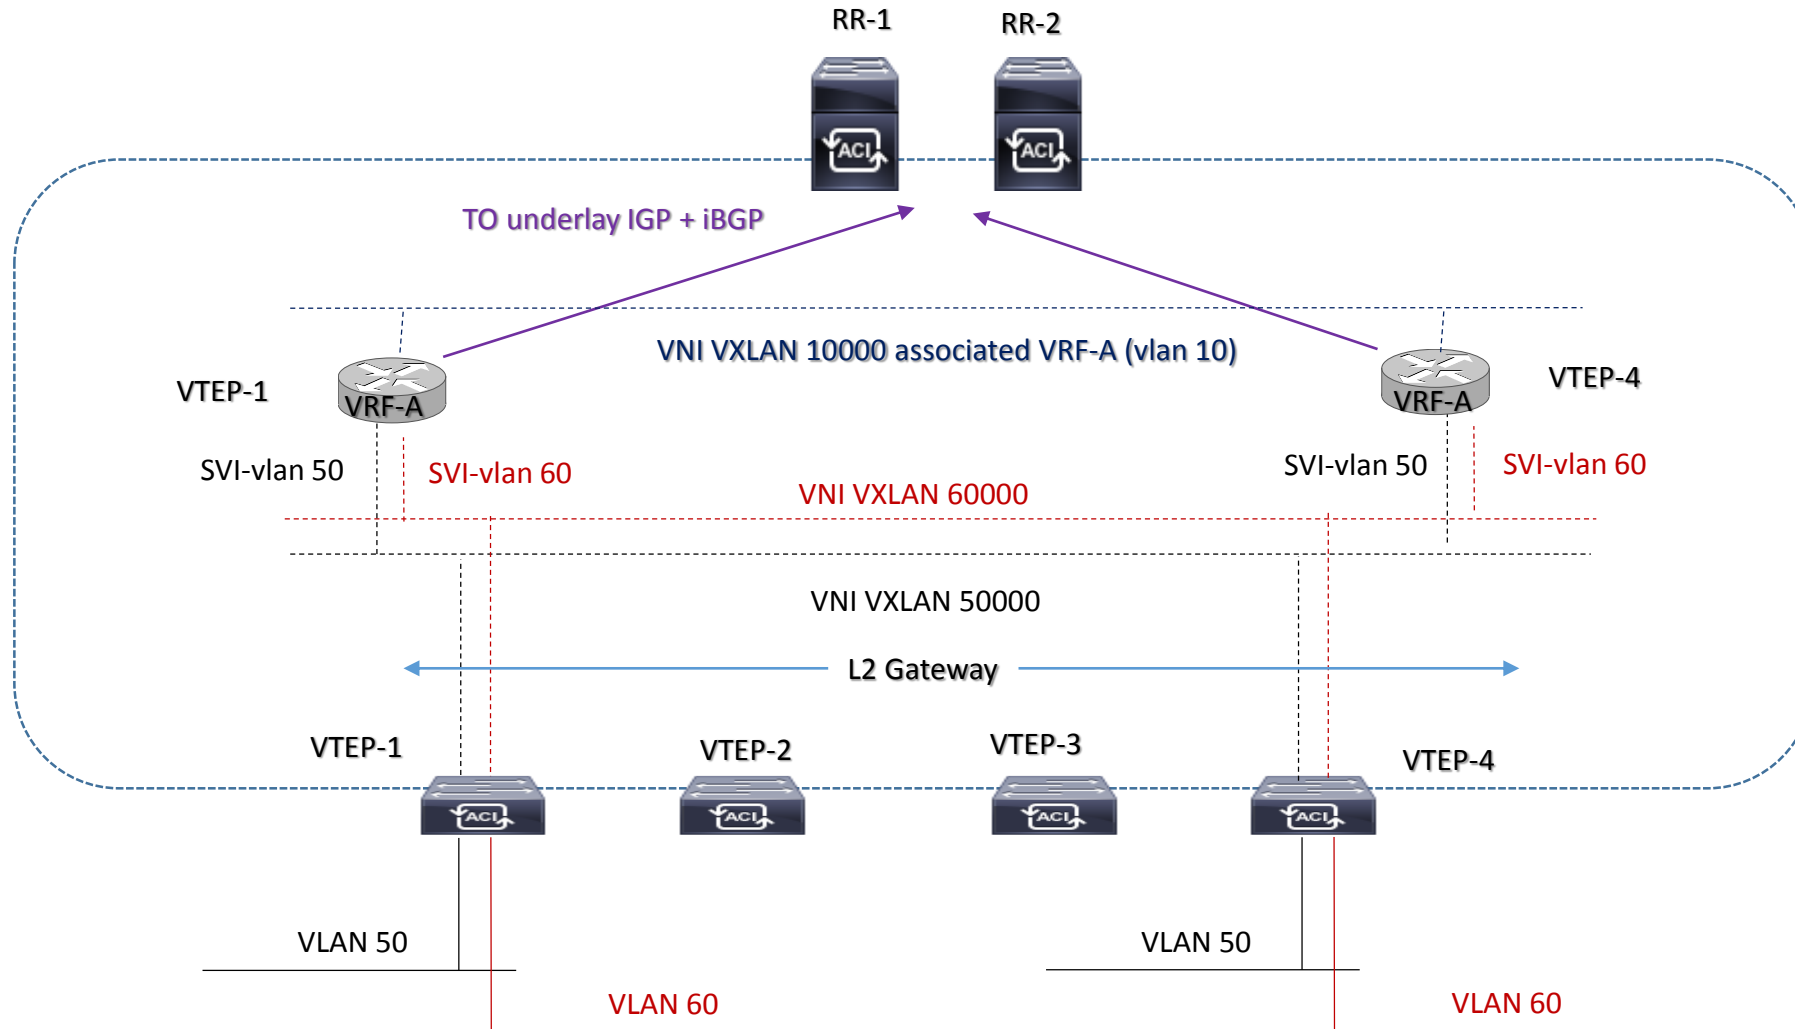 RR-1
RR-2
ACI
ACI
TO underlay IGP + iBGP
VNI VXLAN 10000 associated VRF-A (vlan 10)
VTEP-1
VRF-A
VRF-A
VTEP-4
SVI-vlan 50
SVI-vlan 60
SVI-vlan 50
SVI-vlan 60
VNI VXLAN 60000
VNI VXLAN 50000
L2 Gateway
VTEP-1
VTEP-2
VTEP-3
VTEP-4
ACI
ACI
ACI
ACI
VLAN 50
VLAN 50
VLAN 60
VLAN 60